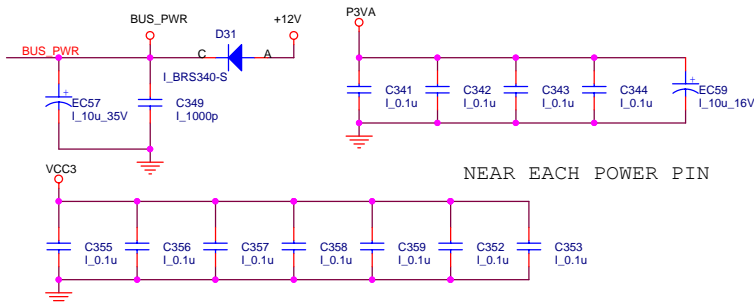 BUS_PWR
D31
+12V
P3VA
BUS_PWR
C
A
I_BRS340-S
EC57
I_10u_35V
C349
I_1000p
C341
I_0.1u
C342
I_0.1u
C343
I_0.1u
C344
I_0.1u
EC59
I_10u_16V
NEAR EACH POWER PIN
VCC3
C355
I_0.1u
C356
I_0.1u
C357
I_0.1u
C358
I_0.1u
C359
I_0.1u
C352
I_0.1u
C353
I_0.1u